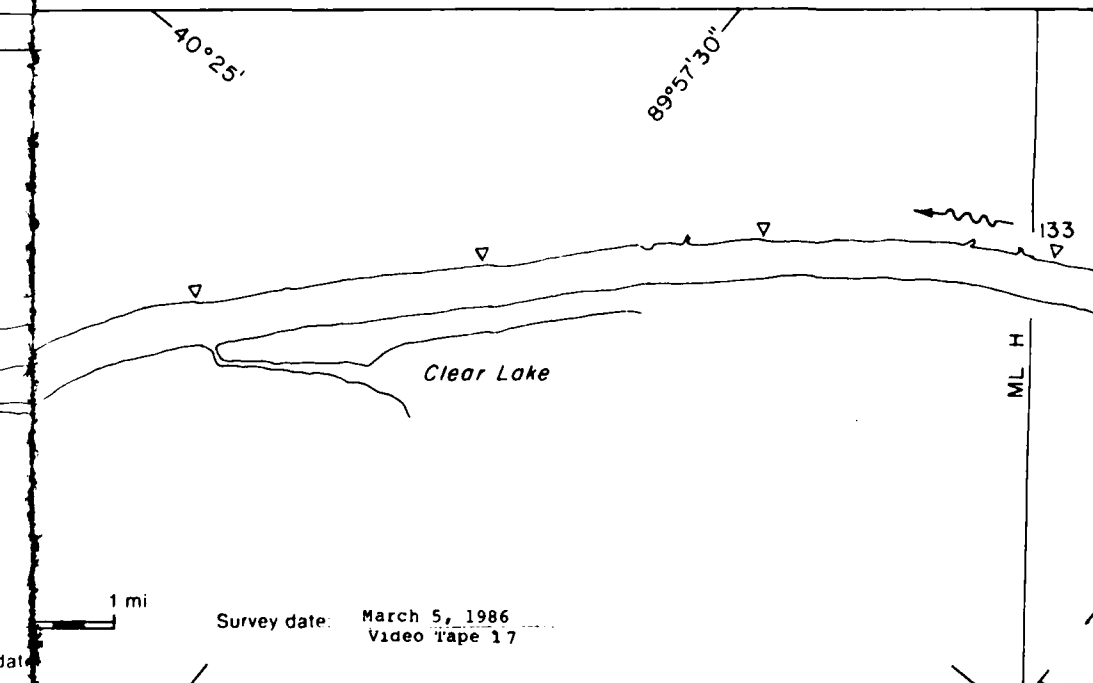 40°25'
89°57'30"
133
Clear Lake
ML H
1 mi
Survey date: March 5, 1986
Video Tape 17